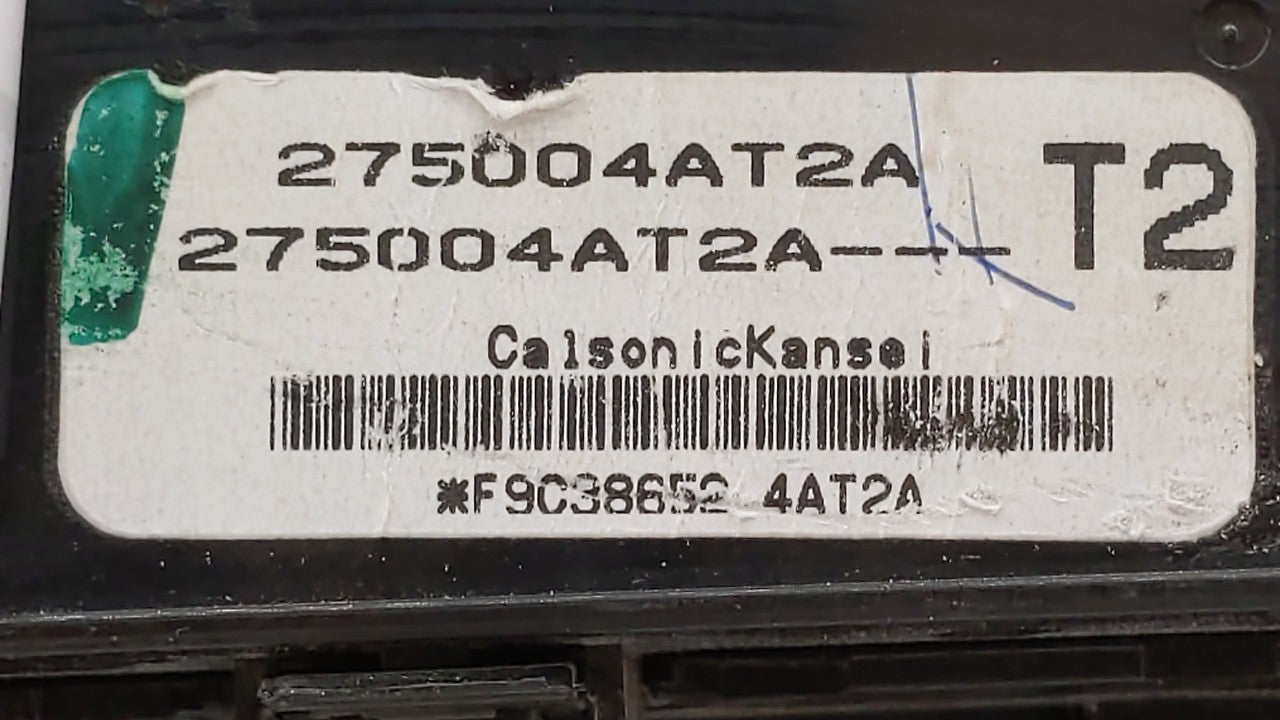 275004AT2A
275004AT2A--- T2
CalsonicKansei
*F9C38652 4AT2A